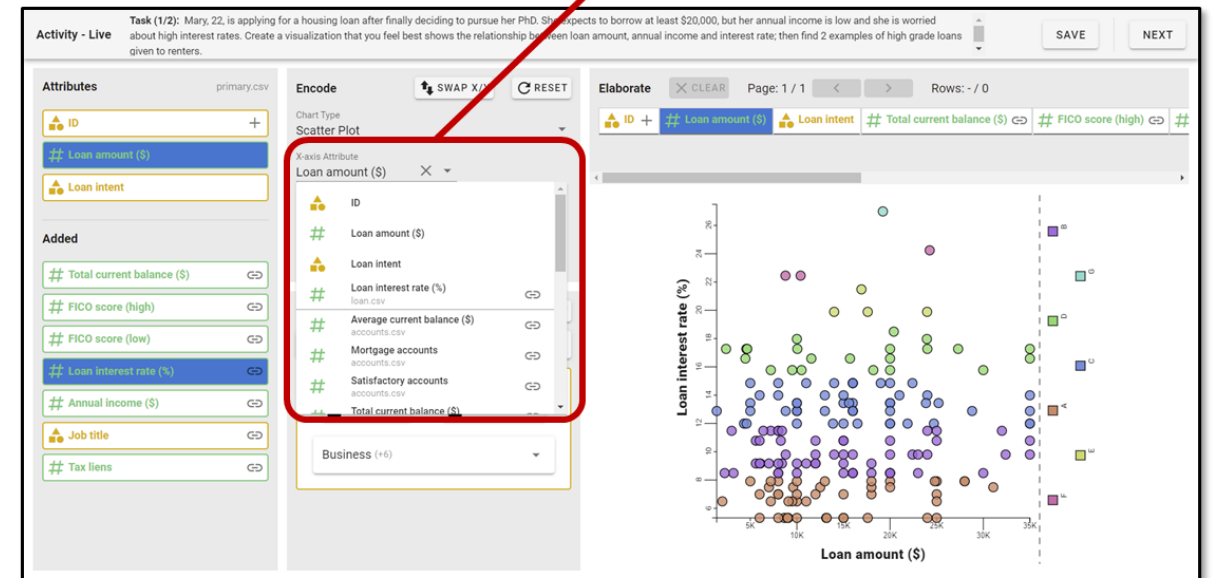 Task (1/2): Mary, 22, is applying for a housing loan after finally deciding to pursue her PhD. She expects to borrow at least $20,000, but her annual income is low and she is worried
Activity - Live
about high interest rates. Create a visualization that you feel best shows the relationship between loan amount, annual income and interest rate; then find 2 examples of high grade loans
given to renters.
SAVE
NEXT
Attributes
primary.csv
ID
Loan amount ($)
Loan intent
Added
Total current balance ($)
FICO score (high)
FICO score (low)
Loan interest rate (%)
Annual income ($)
Job title
Tax liens
Encode
SWAP X/Y
RESET
Chart Type
Scatter Plot
X-axis Attribute
Loan amount ($)
ID
Loan amount ($)
Loan intent
Loan interest rate (%)
loan.csv
Average current balance ($)
accounts.csv
Mortgage accounts
accounts.csv
Satisfactory accounts
accounts.csv
Total current balance ($)
Business (+6)
Elaborate
CLEAR
Page: 1 / 1
Rows: - / 0
ID
Loan amount ($)
Loan intent
Total current balance ($)
FICO score (high)
Loan interest rate (%)
26
24
22
20
18
16
14
12
10
8
6
5K
10K
15K
20K
25K
30K
35K
Loan amount ($)
B
G
D
C
A
E
F